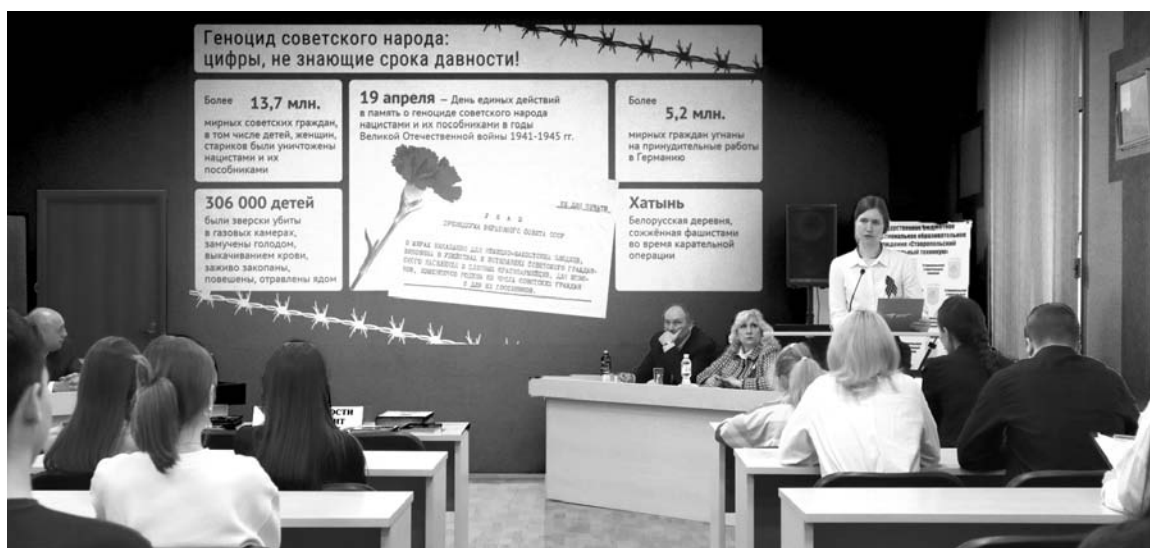 Геноцид советского народа:
цифры, не знающие срока давности!
Более 13,7 млн.
мирных советских граждан,
в том числе детей, женщин,
стариков были уничтожены
нацистами и их
пособниками
306 000 детей
были зверски убиты
в газовых камерах,
замучены голодом,
выкачиванием крови,
заживо закопаны,
повешены, отравлены ядом
19 апреля — День единых действий
в память о геноциде советского народа
нацистами и их пособниками в годы
Великой Отечественной войны 1941-1945 гг.
НЕ ДЛЯ ПЕЧАТИ
У К А З
ПРЕЗИДИУМА ВЕРХОВНОГО СОВЕТА СССР
Более
5,2 млн.
мирных граждан угнаны
на принудительные работы
в Германию
Хатынь
Белорусская деревня,
сожжённая фашистами
во время карательной
операции